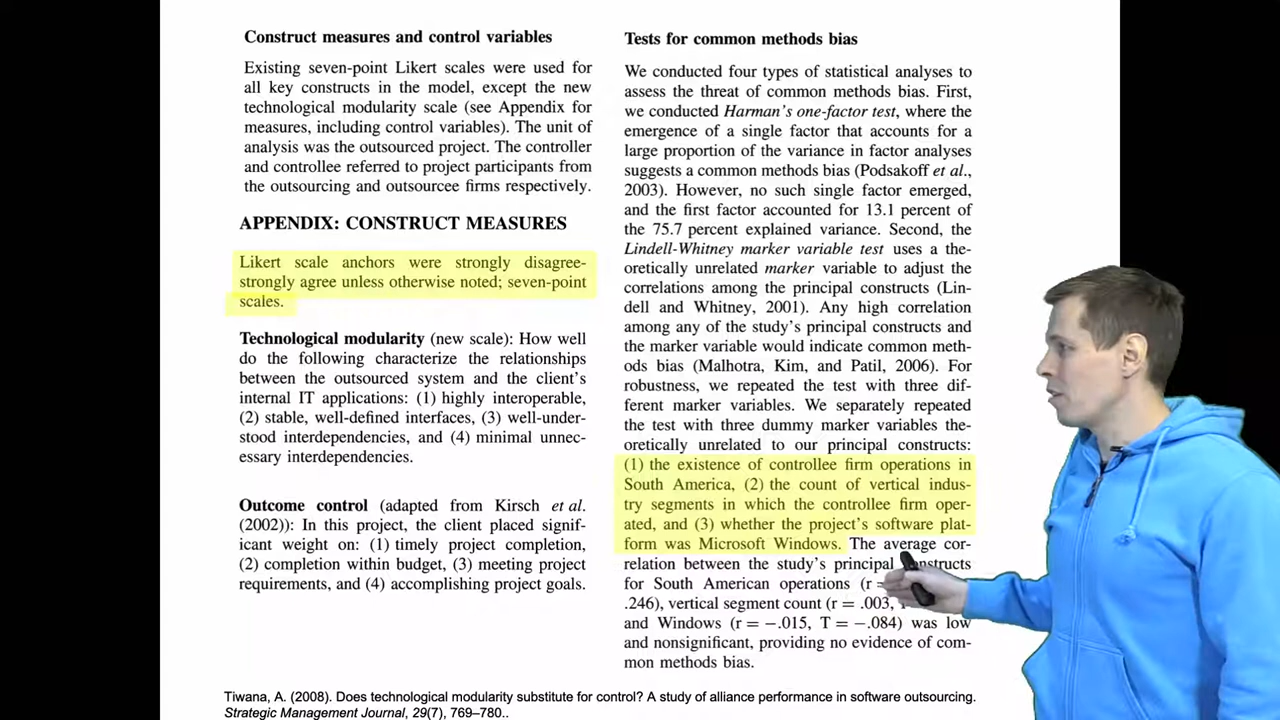 Construct measures and control variables
Existing seven-point Likert scales were used for
all key constructs in the model, except the new
technological modularity scale (see Appendix for
measures, including control variables). The unit of
analysis was the outsourced project. The controller
and controllee referred to project participants from
the outsourcing and outsourcee firms respectively.
APPENDIX: CONSTRUCT MEASURES
Likert scale anchors were strongly disagree-
strongly agree unless otherwise noted; seven-point
scales.
Technological modularity (new scale): How well
do the following characterize the relationships
between the outsourced system and the client's
internal IT applications: (1) highly interoperable,
(2) stable, well-defined interfaces, (3) well-under-
stood interdependencies, and (4) minimal unnec-
essary interdependencies.
Outcome control (adapted from Kirsch et al.
(2002)): In this project, the client placed signif-
icant weight on: (1) timely project completion,
(2) completion within budget, (3) meeting project
requirements, and (4) accomplishing project goals.
Tests for common methods bias
We conducted four types of statistical analyses to
assess the threat of common methods bias. First,
we conducted Harman's one-factor test, where the
emergence of a single factor that accounts for a
large proportion of the variance in factor analyses
suggests a common methods bias (Podsakoff et al.,
2003). However, no such single factor emerged,
and the first factor accounted for 13.1 percent of
the 75.7 percent explained variance. Second, the
Lindell-Whitney marker variable test uses a the-
oretically unrelated marker variable to adjust the
correlations among the principal constructs (Lin-
dell and Whitney, 2001). Any high correlation
among any of the study's principal constructs and
the marker variable would indicate common meth-
ods bias (Malhotra, Kim, and Patil, 2006). For
robustness, we repeated the test with three dif-
ferent marker variables. We separately repeated
the test with three dummy marker variables the-
oretically unrelated to our principal constructs:
(1) the existence of controllee firm operations in
South America, (2) the count of vertical indus-
try segments in which the controllee firm oper-
ated, and (3) whether the project's software plat-
form was Microsoft Windows. The average cor-
relation between the study's principal constructs
for South American operations (r =
.246), vertical segment count (r = .003,
and Windows (r = −.015, T = −.084) was low
and nonsignificant, providing no evidence of com-
mon methods bias.
Tiwana, A. (2008). Does technological modularity substitute for control? A study of alliance performance in software outsourcing.
Strategic Management Journal, 29(7), 769–780..